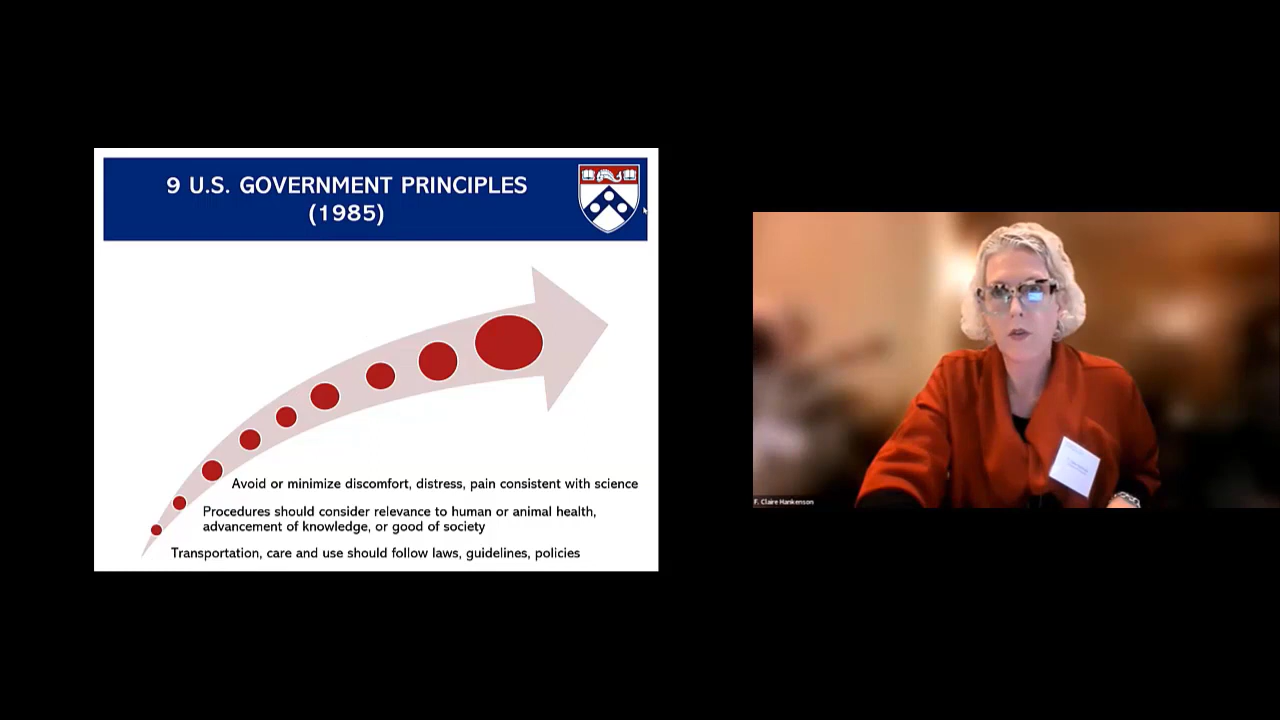 9 U.S. GOVERNMENT PRINCIPLES
(1985)
Avoid or minimize discomfort, distress, pain consistent with science
Procedures should consider relevance to human or animal health,
advancement of knowledge, or good of society
Transportation, care and use should follow laws, guidelines, policies
F. Claire Hankenson